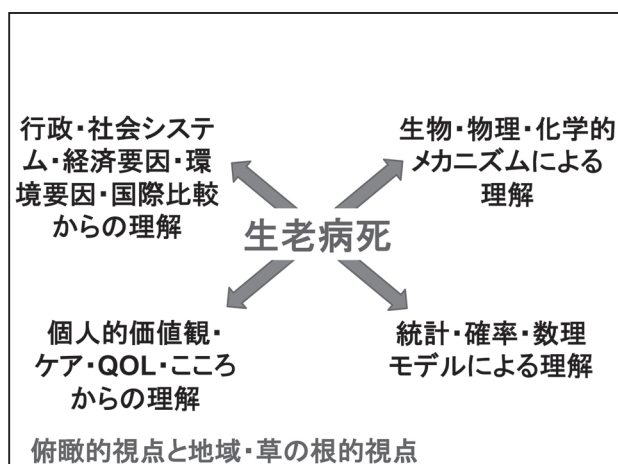 行政・社会システ
ム・経済要因・環
境要因・国際比較
からの理解
生物・物理・化学的
メカニズムによる
理解
生老病死
個人的価値観・
ケア・QOL・こころ
からの理解
統計・確率・数理
モデルによる理解
俯瞰的視点と地域・草の根的視点